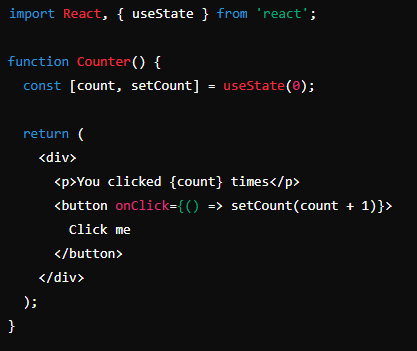 import React, { useState } from 'react';
function Counter() {
const [count, setCount] = useState(0);
return (
<div>
<p>You clicked {count} times</p>
<button onClick={() => setCount(count + 1)}>
Click me
</button>
</div>
);
}